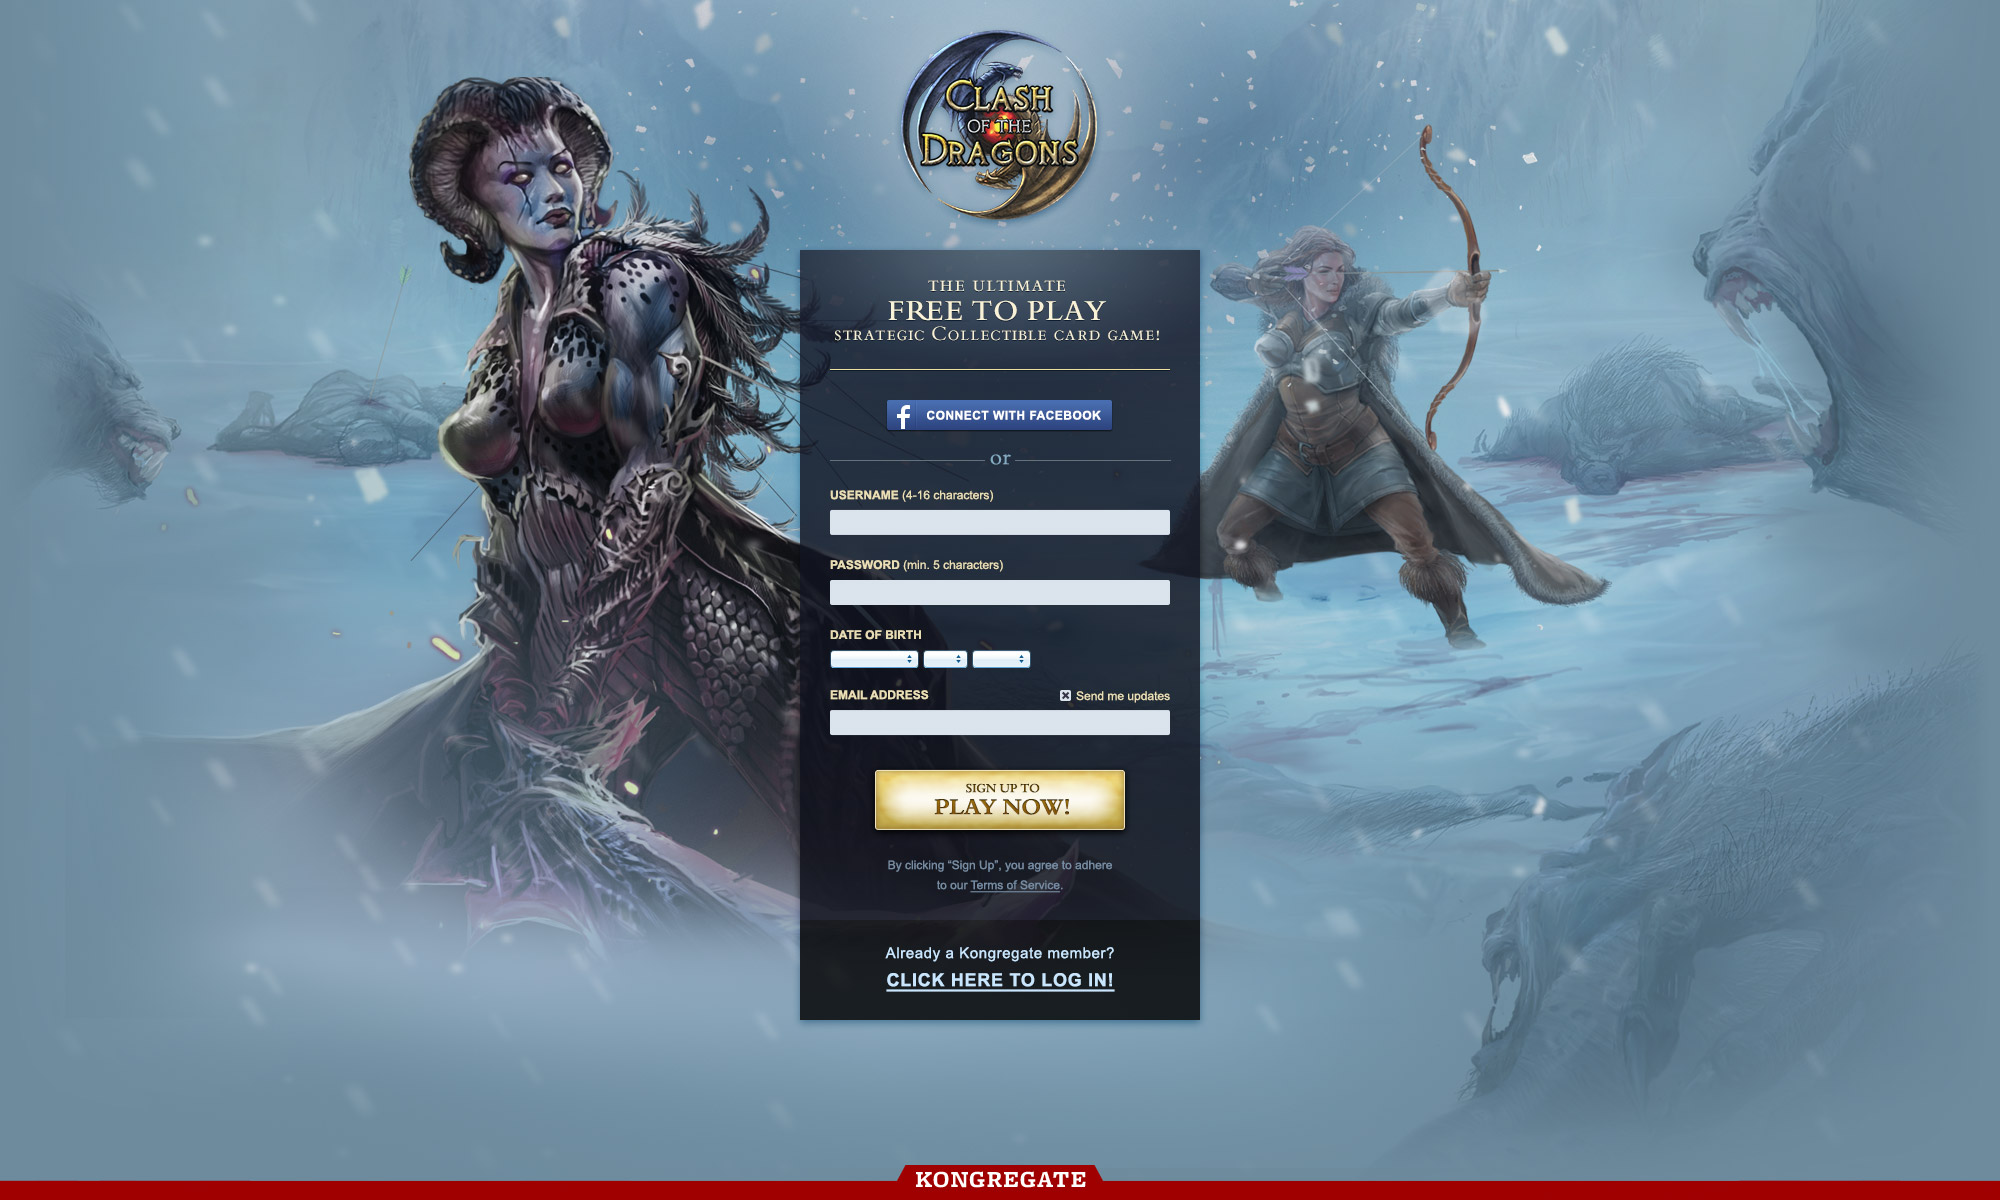 CLASH
OF THE
DRAGONS
THE ULTIMATE
FREE TO PLAY
STRATEGIC COLLECTIBLE CARD GAME!
f CONNECT WITH FACEBOOK
or
USERNAME (4-16 characters)
PASSWORD (min. 5 characters)
DATE OF BIRTH
EMAIL ADDRESS Send me updates
SIGN UP TO
PLAY NOW!
By clicking “Sign Up”, you agree to adhere
to our Terms of Service.
Already a Kongregate member?
CLICK HERE TO LOG IN!
KONGREGATE